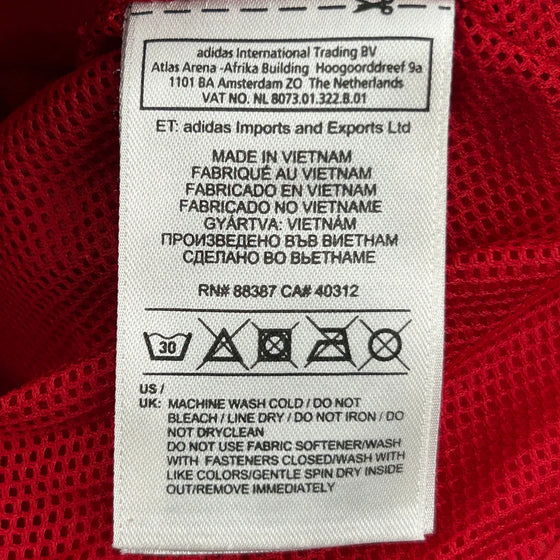 adidas International Trading BV
Atlas Arena -Afrika Building Hoogoorddreef 9a
1101 BA Amsterdam ZO The Netherlands
VAT NO. NL 8073.01.322.B.01
ET: adidas Imports and Exports Ltd
MADE IN VIETNAM
FABRIQUÉ AU VIETNAM
FABRICADO EN VIETNAM
FABRICADO NO VIETNAME
GYÁRTVA: VIETNÁM
ПРОИЗВЕДЕНО ВЪВ ВИЕТНАМ
СДЕЛАНО ВО ВЬЕТНАМЕ
RN# 88387 CA# 40312
30
US /
UK: MACHINE WASH COLD / DO NOT
BLEACH / LINE DRY / DO NOT IRON / DO
NOT DRYCLEAN
DO NOT USE FABRIC SOFTENER/WASH
WITH FASTENERS CLOSED/WASH WITH
LIKE COLORS/GENTLE SPIN DRY INSIDE
OUT/REMOVE IMMEDIATELY